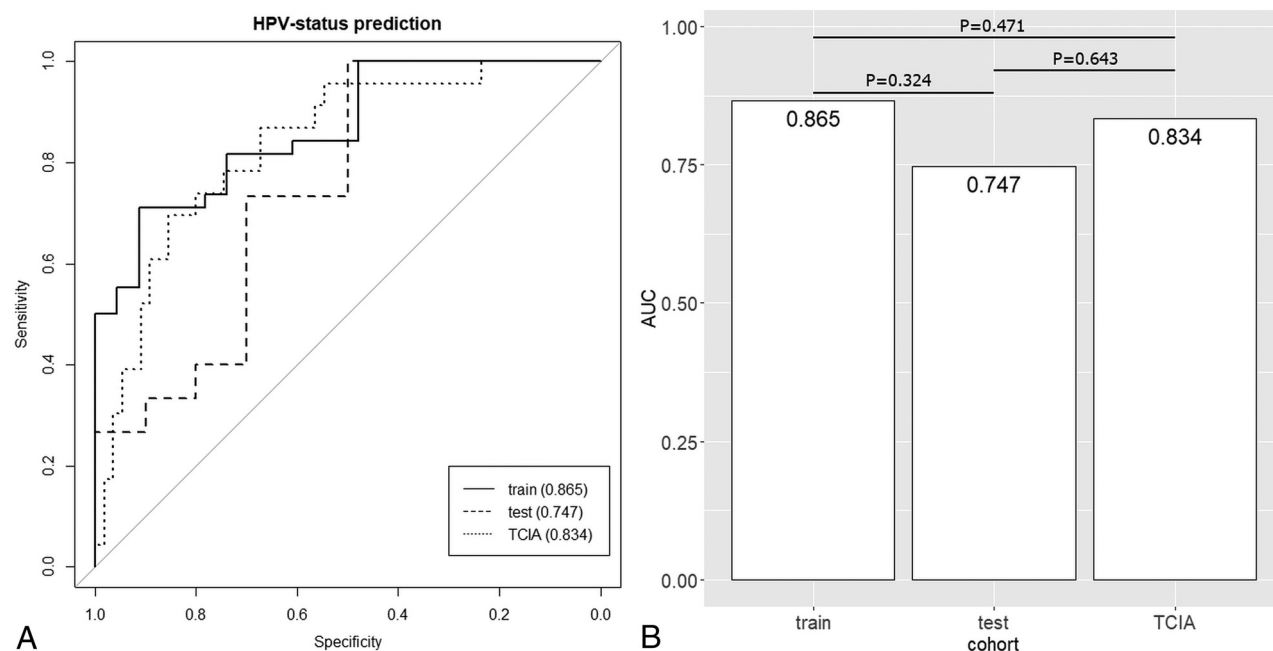 HPV-status prediction
1.0
0.8
0.6
0.4
0.2
0.0
Sensitivity
train (0.865)
test (0.747)
TCIA (0.834)
1.0 0.8 0.6 0.4 0.2 0.0
Specificity
A
1.00
0.75
0.50
0.25
0.00
AUC
P=0.471
P=0.643
P=0.324
0.865
0.747
0.834
train test TCIA
cohort
B